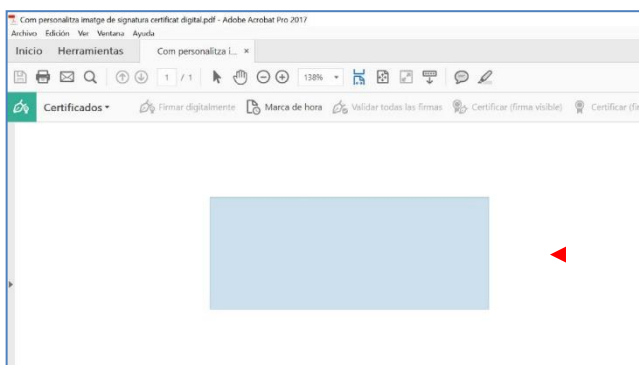 Com personalitza imatge de signatura certificat digital.pdf - Adobe Acrobat Pro 2017
Archivo Edición Ver Ventana Ayuda
Inicio Herramientas Com personalitza i... ×
1 / 1 138%
Certificados Firmar digitalmente Marca de hora Validar todas las firmas Certificar (firma visible) Certificar (fir